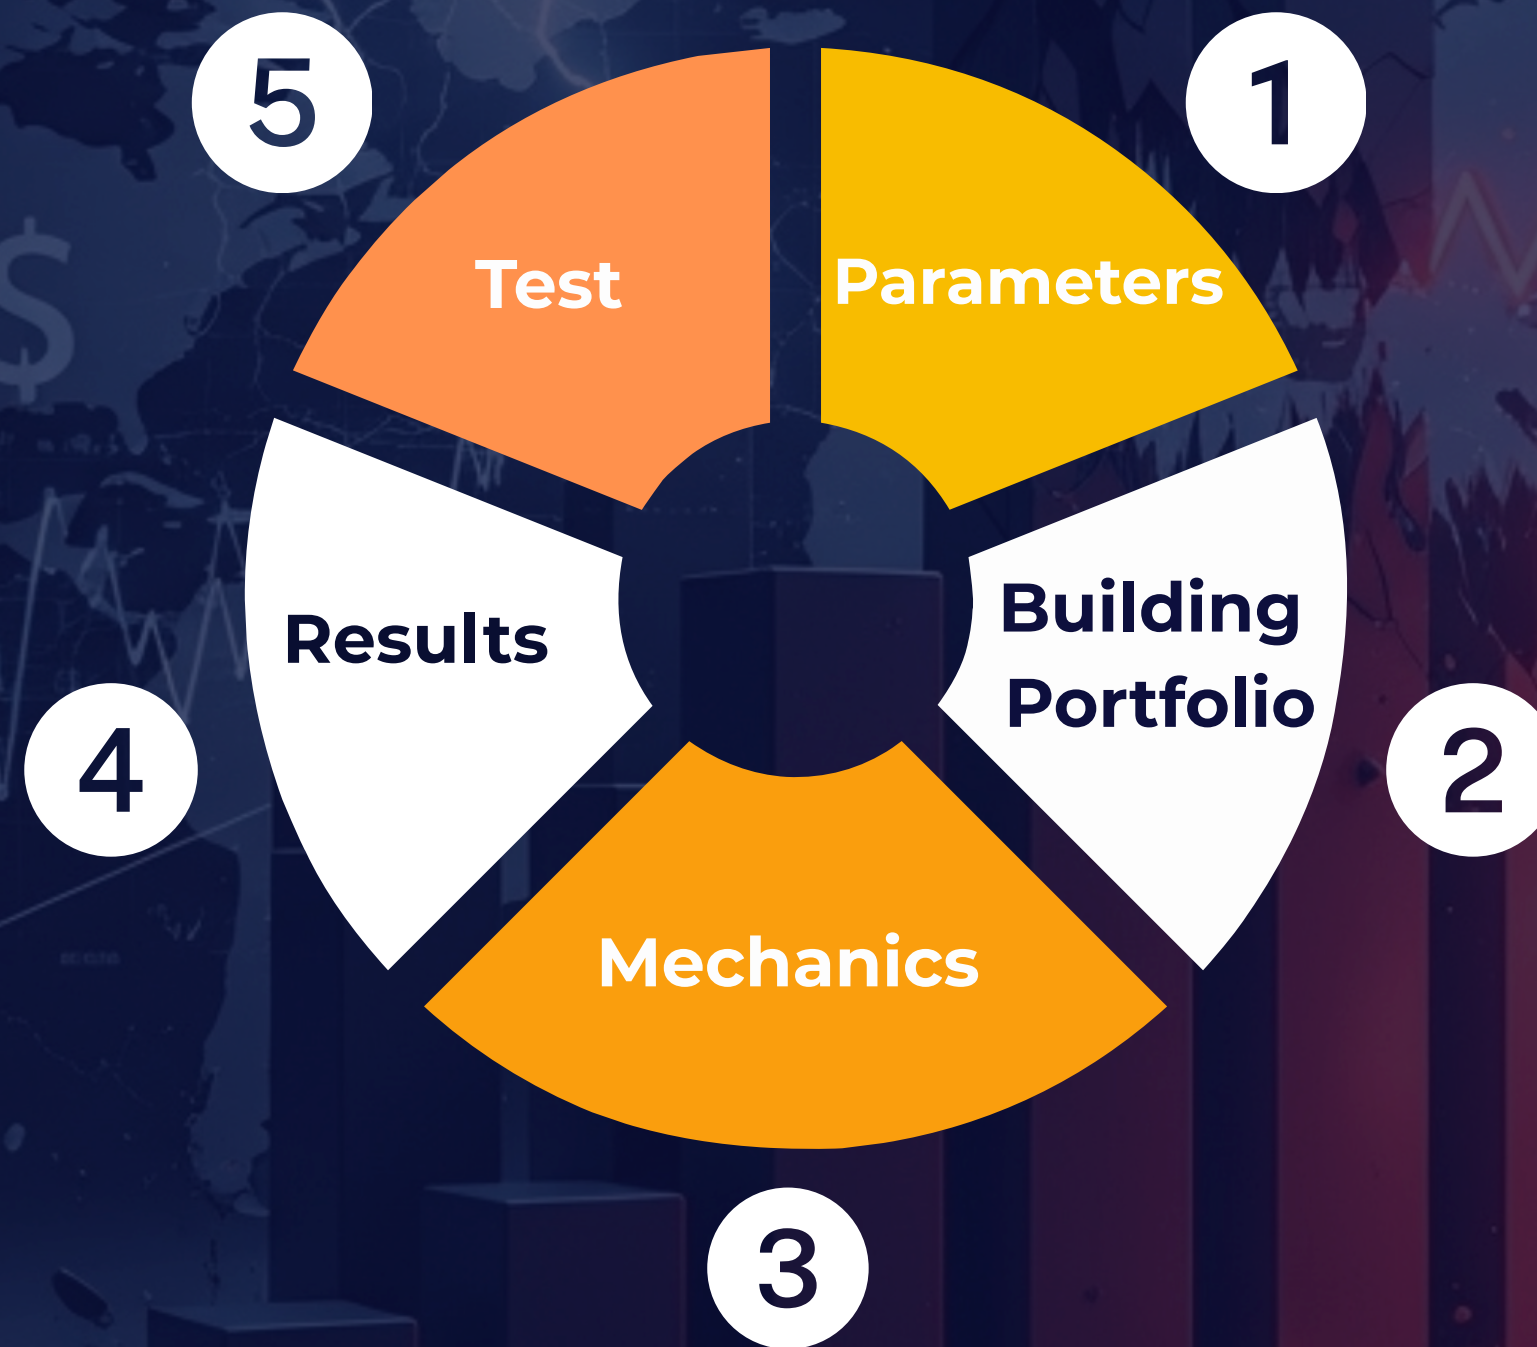 5
1
Test
Parameters
$
Building
Portfolio
Results
4
2
Mechanics
3